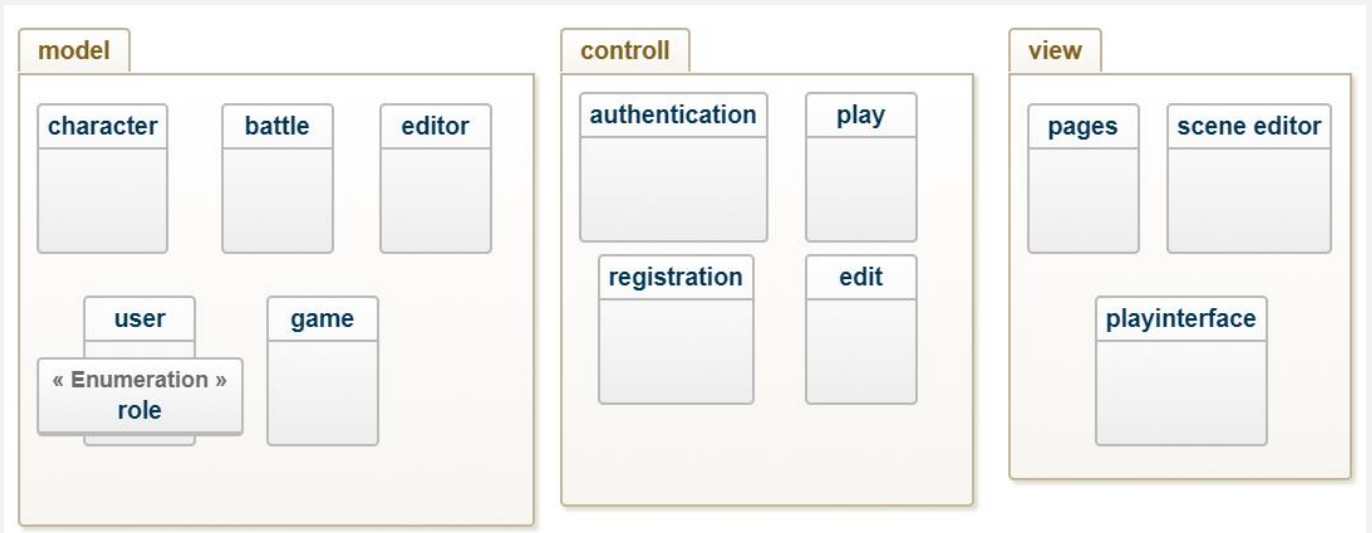 model
character
battle
editor
user
game
« Enumeration »
role
controll
authentication
play
registration
edit
view
pages
scene editor
playinterface